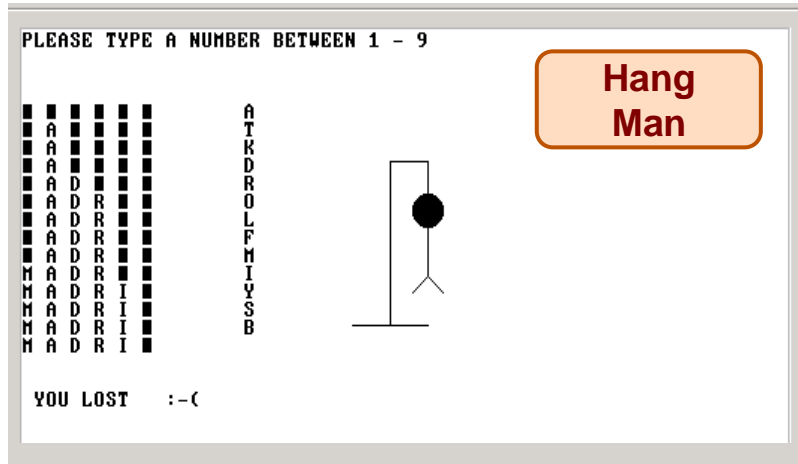 PLEASE TYPE A NUMBER BETWEEN 1 - 9
Hang
Man
■ ■ ■ ■ ■ ■ A
■ A ■ ■ ■ ■ T
■ A ■ ■ ■ ■ K
■ A ■ ■ ■ ■ D
■ A D ■ ■ ■ R
■ A D R ■ ■ O
■ A D R ■ ■ L
■ A D R ■ ■ F
■ A D R ■ ■ M
M A D R ■ ■ I
M A D R I ■ Y
M A D R I ■ S
M A D R I ■ B
M A D R I ■
YOU LOST :-(